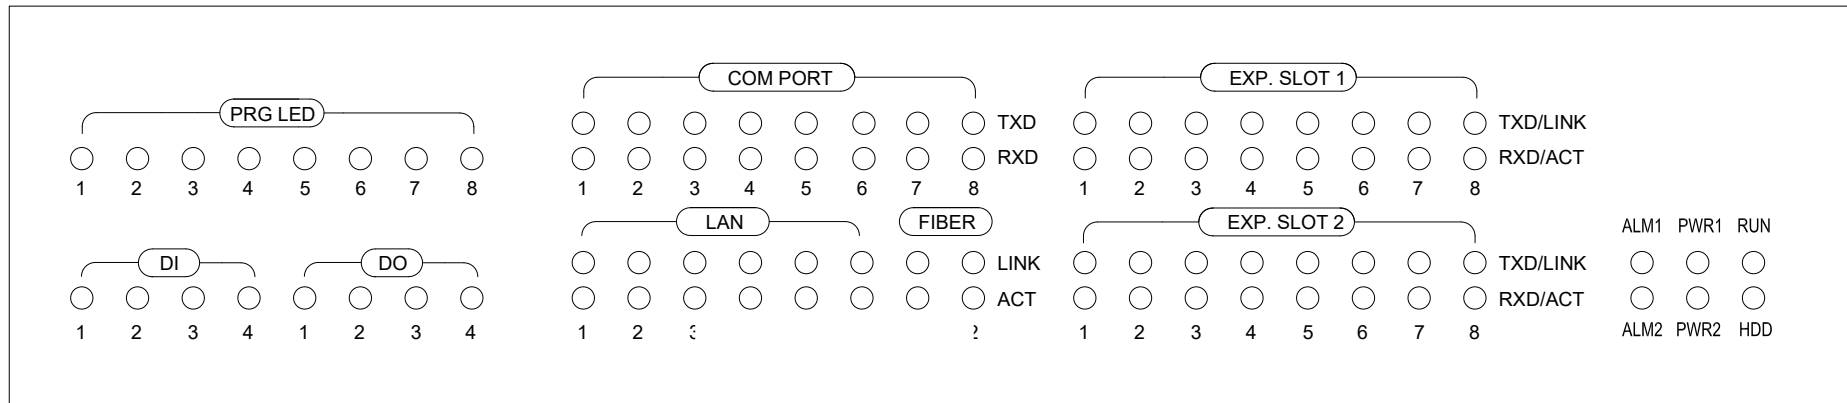 PRG LED
1 2 3 4 5 6 7 8
DI DO
1 2 3 4 1 2 3 4
COM PORT
TXD
RXD
1 2 3 4 5 6 7 8
LAN FIBER
LINK
ACT
1 2
EXP. SLOT 1
TXD/LINK
RXD/ACT
1 2 3 4 5 6 7 8
EXP. SLOT 2
TXD/LINK
RXD/ACT
1 2 3 4 5 6 7 8
ALM1 PWR1 RUN
ALM2 PWR2 HDD